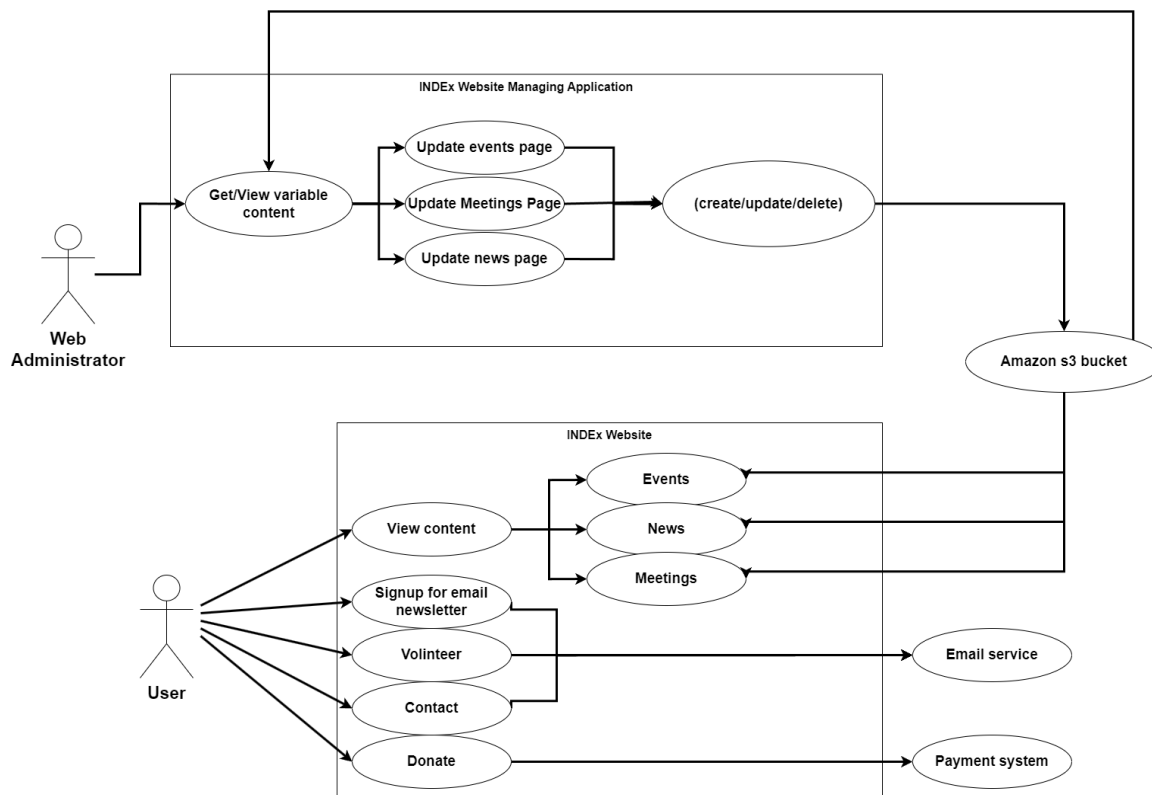 INDEx Website Managing Application
Update events page
Get/View variable
content
Update Meetings Page
(create/update/delete)
Update news page
Web
Administrator
Amazon s3 bucket
INDEx Website
Events
View content
News
Meetings
Signup for email
newsletter
Volinteer
Email service
User
Contact
Donate
Payment system